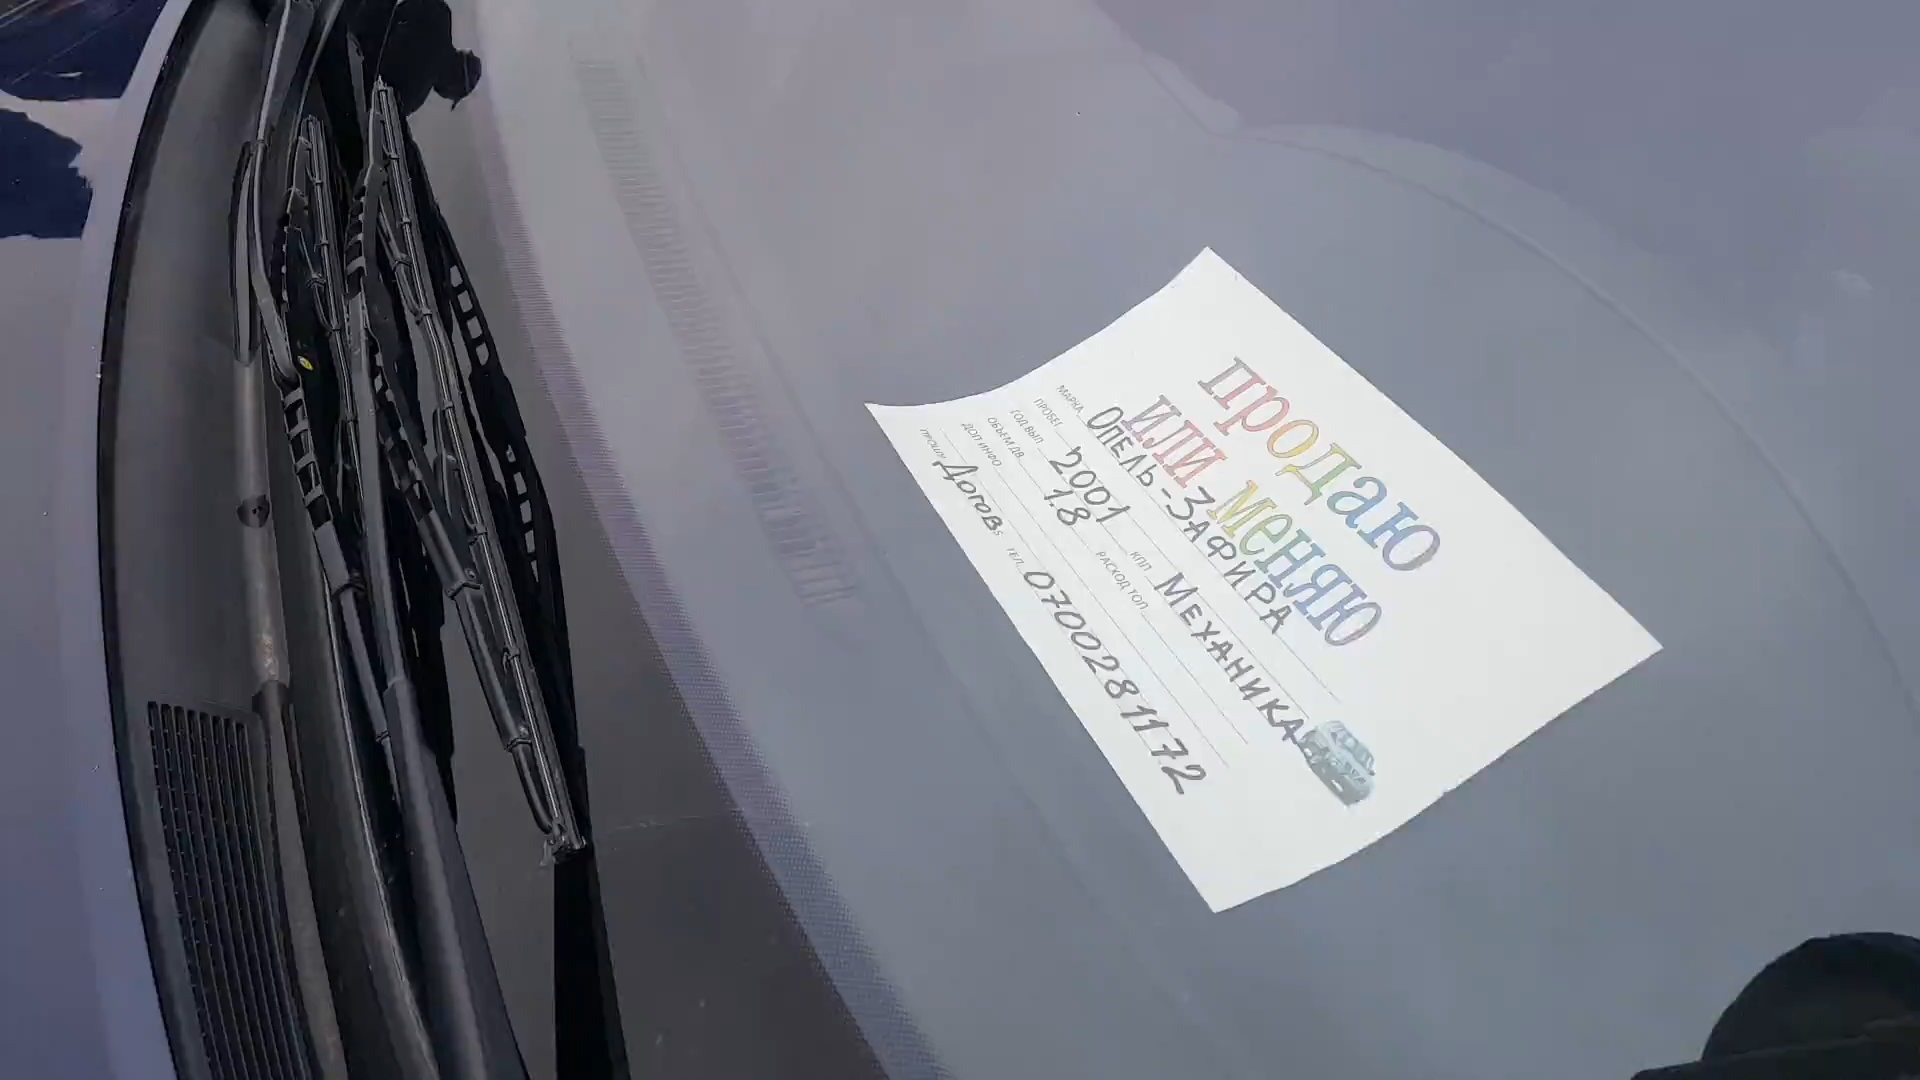 продаю
или меняю
МАРКА ОПЕЛЬ-ЗАФИРА
ПРОБЕГ
ГОД ВЫП 2001 КПП МЕХАНИКА
ОБЪЕМ ДВ 1.8 РАСХОД ТОП
ДОП ИНФО
ПРОШУ Догов ТЕЛ. 0700281172